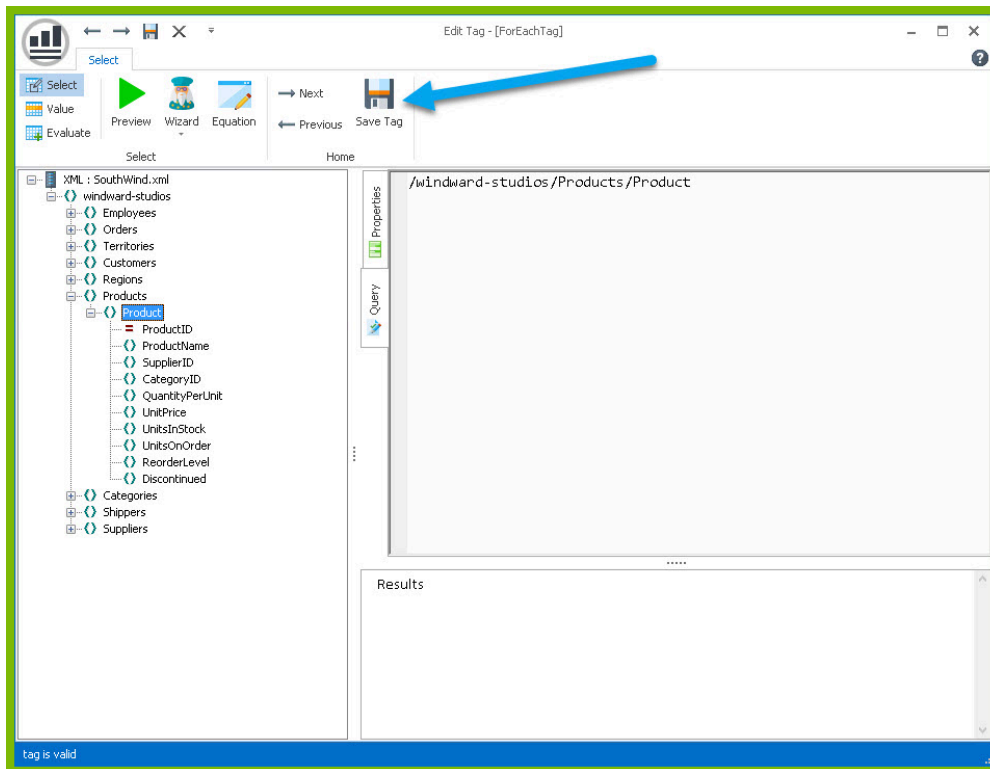 Edit Tag - [ForEachTag]
Select
Select
Value
Evaluate
Preview
Wizard
Equation
Next
Previous
Save Tag
Select
Home
XML : SouthWind.xml
windward-studios
Employees
Orders
Territories
Customers
Regions
Products
Product
ProductID
ProductName
SupplierID
CategoryID
QuantityPerUnit
UnitPrice
UnitsInStock
UnitsOnOrder
ReorderLevel
Discontinued
Categories
Shippers
Suppliers
Properties
Query
/windward-studios/Products/Product
Results
tag is valid